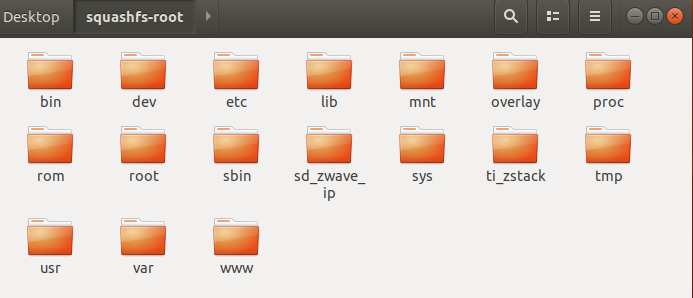 Desktop squashfs-root
bin dev etc lib mnt overlay proc
rom root sbin sd_zwave_ip sys ti_zstack tmp
usr var www